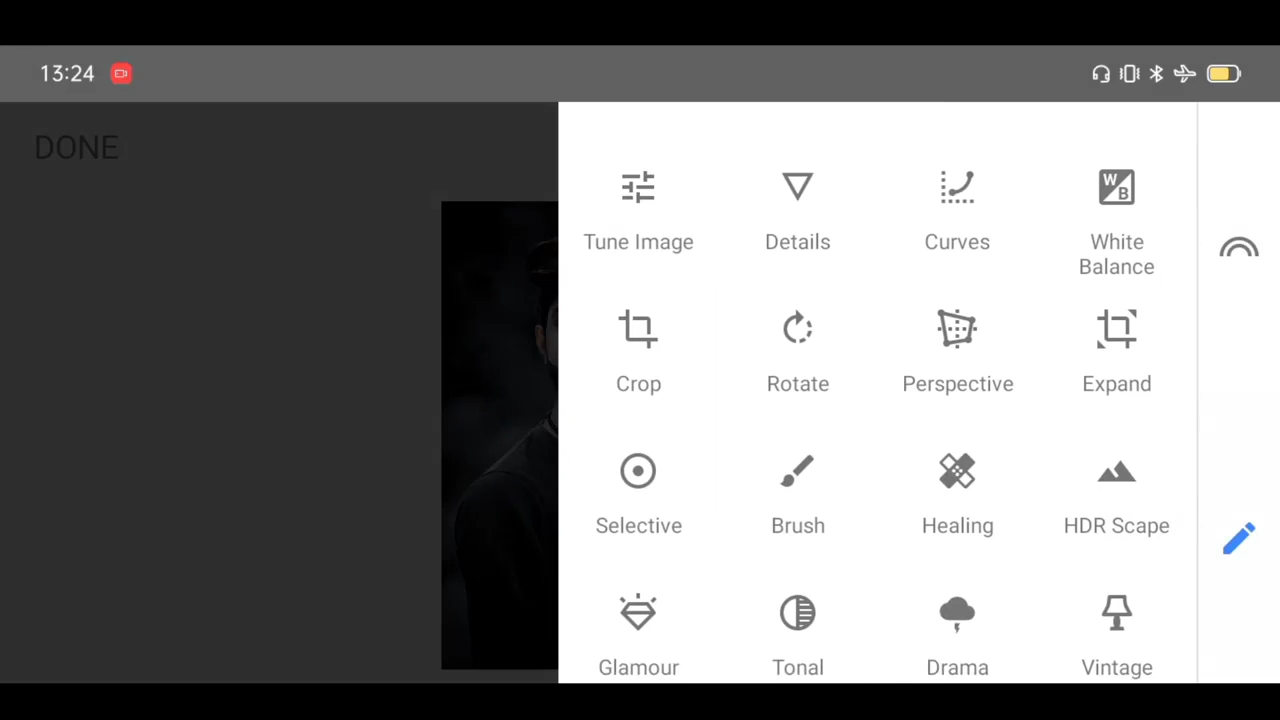 13:24
DONE
Tune Image
Details
Curves
White
Balance
Crop
Rotate
Perspective
Expand
Selective
Brush
Healing
HDR Scape
Glamour
Tonal
Drama
Vintage